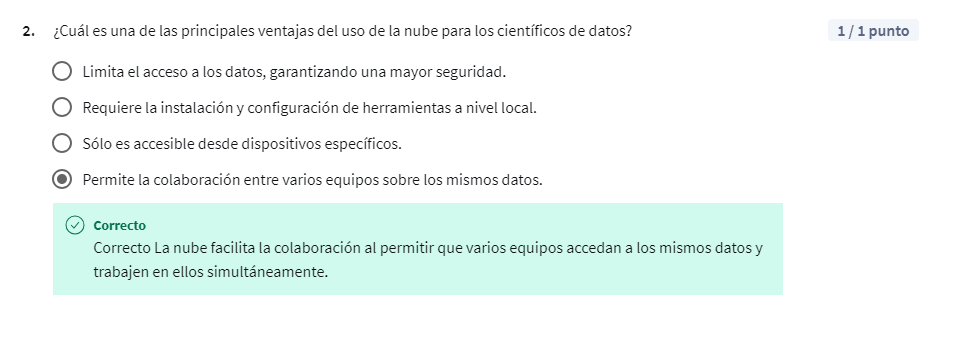 2. ¿Cuál es una de las principales ventajas del uso de la nube para los científicos de datos?
1 / 1 punto
Limita el acceso a los datos, garantizando una mayor seguridad.
Requiere la instalación y configuración de herramientas a nivel local.
Sólo es accesible desde dispositivos específicos.
Permite la colaboración entre varios equipos sobre los mismos datos.
Correcto
Correcto La nube facilita la colaboración al permitir que varios equipos accedan a los mismos datos y
trabajen en ellos simultáneamente.